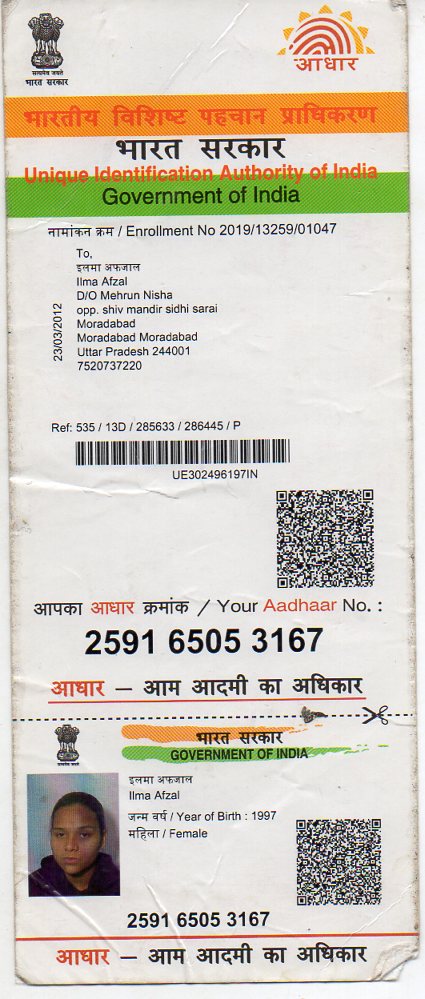 सत्यमेव जयते
भारत सरकार
आधार
भारतीय विशिष्ट पहचान प्राधिकरण
भारत सरकार
Unique Identification Authority of India
Government of India
नामांकन क्रम / Enrollment No 2019/13259/01047
To,
इलमा अफजाल
Ilma Afzal
D/O Mehrun Nisha
opp. shiv mandir sidhi sarai
Moradabad
Moradabad Moradabad
Uttar Pradesh 244001
7520737220
23/03/2012
Ref: 535 / 13D / 285633 / 286445 / P
UE302496197IN
आपका आधार क्रमांक / Your Aadhaar No. :
2591 6505 3167
आधार — आम आदमी का अधिकार
भारत सरकार
GOVERNMENT OF INDIA
इलमा अफजाल
Ilma Afzal
जन्म वर्ष / Year of Birth : 1997
महिला / Female
2591 6505 3167
आधार — आम आदमी का अधिकार